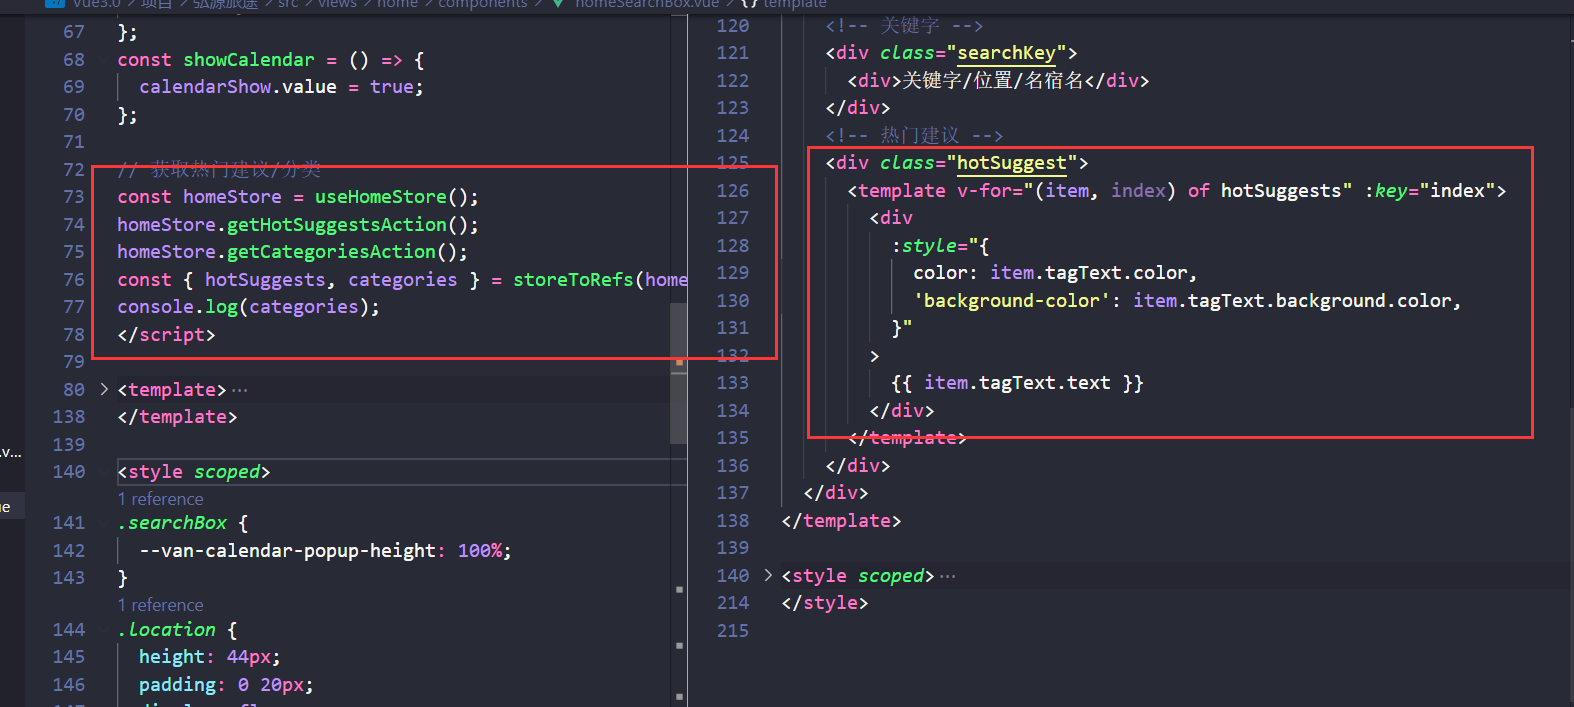 vue3.0 > 项目 > 弘源旅途 > src > views > home > components > homeSearchBox.vue > {} template
67 };
68 const showCalendar = () => {
69 calendarShow.value = true;
70 };
71
72 // 获取热门建议/分类
73 const homeStore = useHomeStore();
74 homeStore.getHotSuggestsAction();
75 homeStore.getCategoriesAction();
76 const { hotSuggests, categories } = storeToRefs(home
77 console.log(categories);
78 </script>
79
80 <template>…
138 </template>
139
140 <style scoped>
1 reference
141 .searchBox {
142 --van-calendar-popup-height: 100%;
143 }
1 reference
144 .location {
145 height: 44px;
146 padding: 0 20px;
.v...
ue
120 <!-- 关键字 -->
121 <div class="searchKey">
122 <div>关键字/位置/名宿名</div>
123 </div>
124 <!-- 热门建议 -->
125 <div class="hotSuggest">
126 <template v-for="(item, index) of hotSuggests" :key="index">
127 <div
128 :style="{
129 color: item.tagText.color,
130 'background-color': item.tagText.background.color,
131 }"
132 >
133 {{ item.tagText.text }}
134 </div>
135 </template>
136 </div>
137 </div>
138 </template>
139
140 <style scoped>…
214 </style>
215